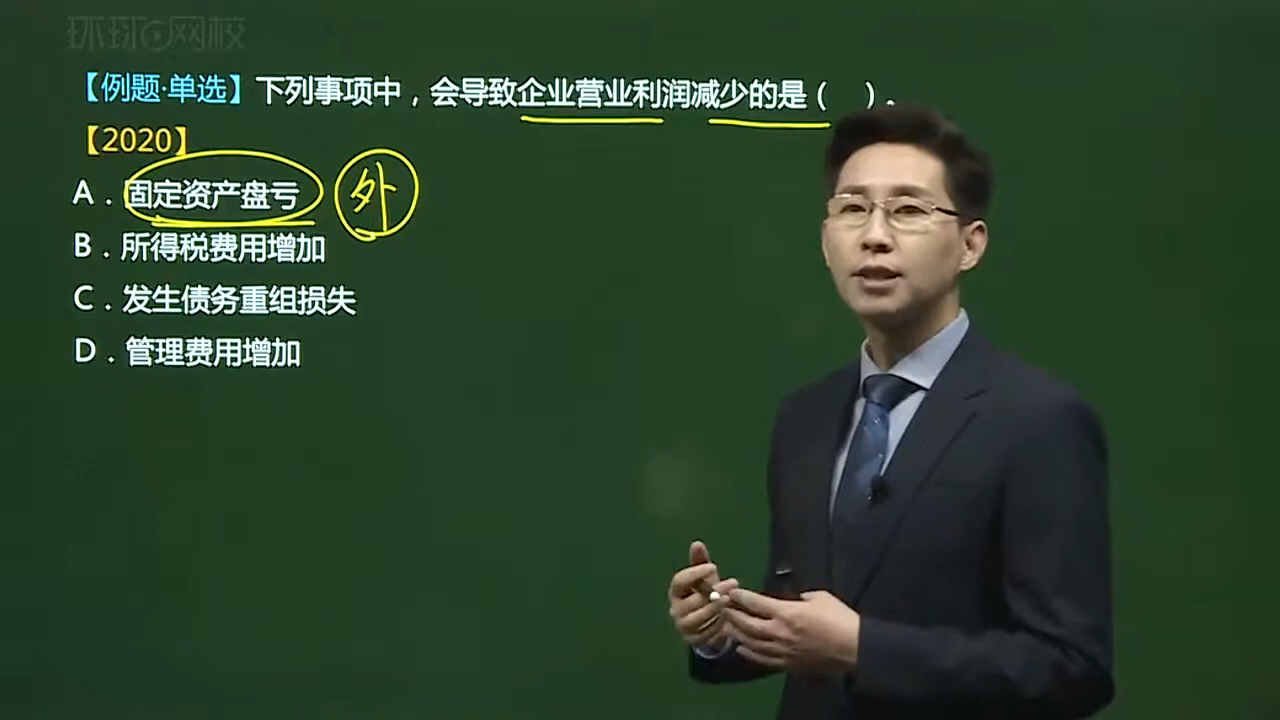 环球网校
【例题·单选】下列事项中，会导致企业营业利润减少的是（ ）。
【2020】
A．固定资产盘亏 外
B．所得税费用增加
C．发生债务重组损失
D．管理费用增加